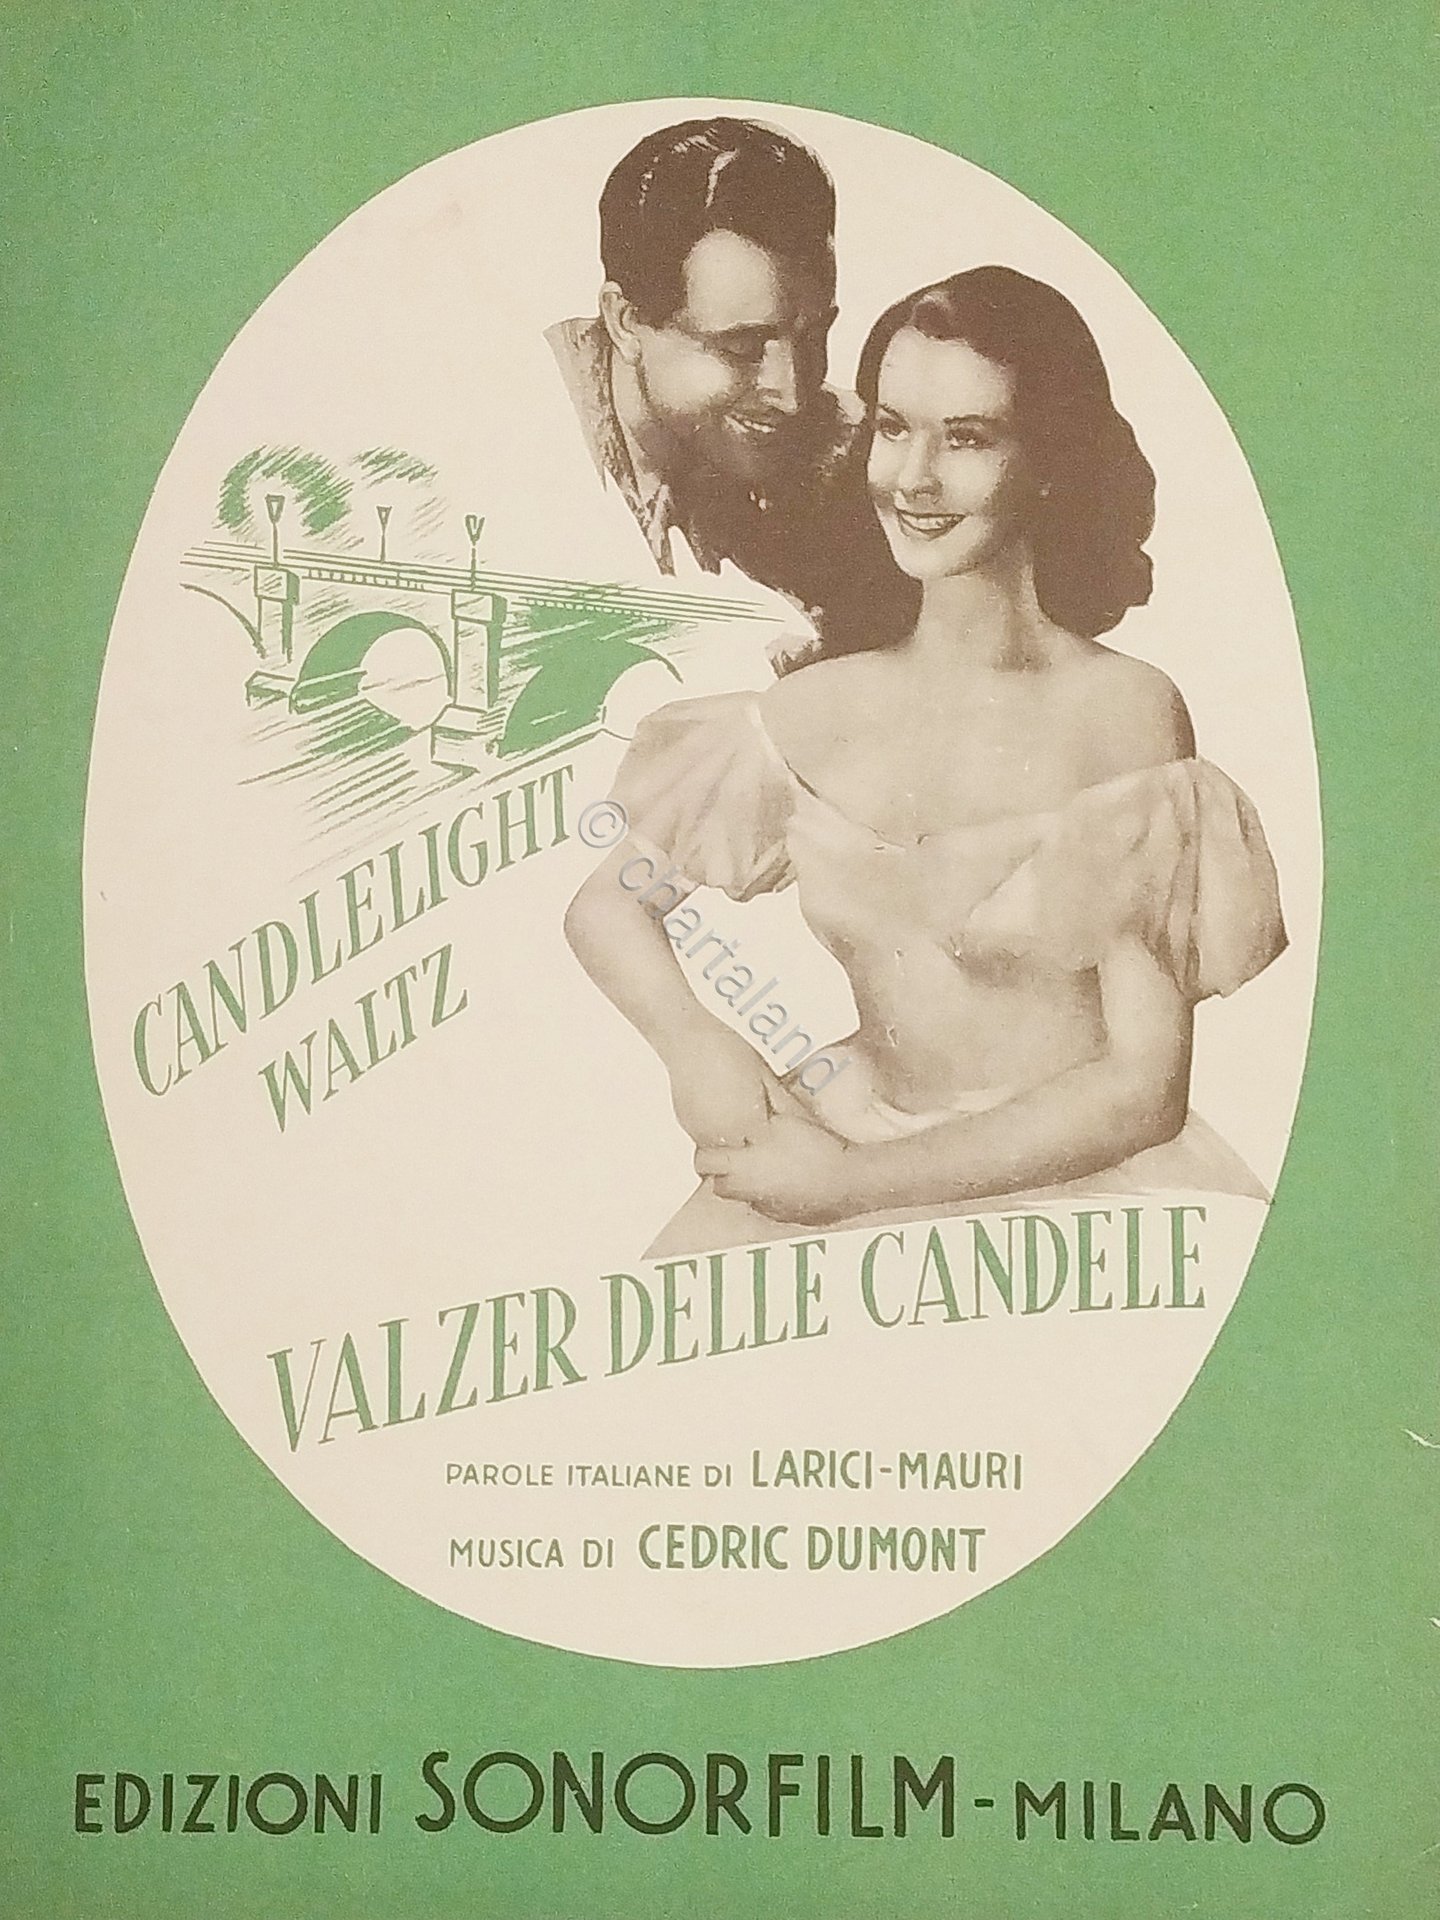 CANDLELIGHT
WALTZ
© chartaland
VALZER DELLE CANDELE
PAROLE ITALIANE DI LARICI-MAURI
MUSICA DI CEDRIC DUMONT
EDIZIONI SONORFILM - MILANO